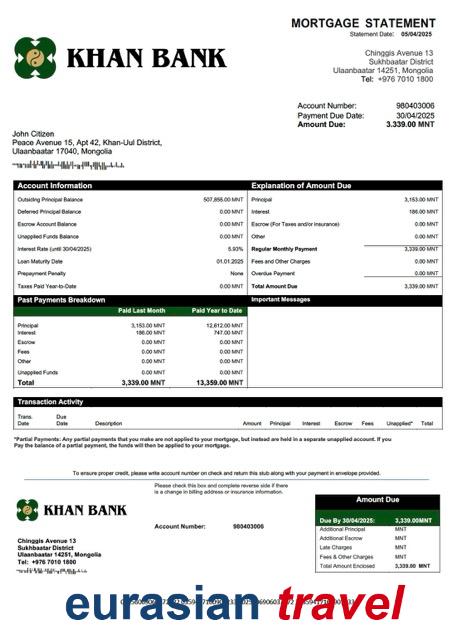 MORTGAGE STATEMENT
Statement Date: 05/04/2025
KHAN BANK
Chinggis Avenue 13
Sukhbaatar District
Ulaanbaatar 14251, Mongolia
Tel: +976 7010 1800
Account Number: 980403006
Payment Due Date: 30/04/2025
Amount Due: 3.339.00 MNT
John Citizen
Peace Avenue 15, Apt 42, Khan-Uul District,
Ulaanbaatar 17040, Mongolia
Account Information
Outsiding Principal Balance 507,855.00 MNT
Deferred Principal Balance 0.00 MNT
Escrow Account Balance 0.00 MNT
Unapplied Funds Balance 0.00 MNT
Interest Rate (until 30/04/2025) 5.93%
Loan Maturity Date 01.01.2025
Prepayment Penalty None
Taxes Paid Year-to-Date 0.00 MNT
Explanation of Amount Due
Principal 3,153.00 MNT
Interest 186.00 MNT
Escrow (For Taxes and/or insurance) 0.00 MNT
Other 0.00 MNT
Regular Monthly Payment 3,339.00 MNT
Fees and Other Charges 0.00 MNT
Overdue Payment 0.00 MNT
Total Amount Due 3,339.00 MNT
Past Payments Breakdown
Paid Last Month Paid Year to Date
Principal 3,153.00 MNT 12,612.00 MNT
Interest 186.00 MNT 747.00 MNT
Escrow 0.00 MNT 0.00 MNT
Fees 0.00 MNT 0.00 MNT
Other 0.00 MNT 0.00 MNT
Unapplied Funds 0.00 MNT 0.00 MNT
Total 3,339.00 MNT 13,359.00 MNT
Important Messages
Transaction Activity
Trans. Date Due Date Description Amount Principal Interest Escrow Fees Unapplied* Total
*Partial Payments: Any partial payments that you make are not applied to your mortgage, but instead are held in a separate unapplied account. If you
Pay the balance of a partial payment, the funds will then be applied to your mortgage.
To ensure proper credit, please write account number on check and return this stub along with your payment in envelope provided.
Please check this box and complete reverse side if there
is a change in billing address or insurance information.
KHAN BANK
Account Number: 980403006
Chinggis Avenue 13
Sukhbaatar District
Ulaanbaatar 14251, Mongolia
Tel: +976 7010 1800
Amount Due
Due By 30/04/2025: 3,339.00MNT
Additional Principal MNT
Additional Escrow MNT
Late Charges MNT
Fees & Other Charges MNT
Total Amount Enclosed 3,339.00 MNT
eurasian travel